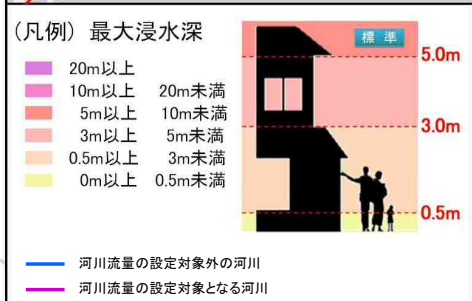 (凡例) 最大浸水深
標 準
20m以上
10m以上 20m未満
5m以上 10m未満
3m以上 5m未満
0.5m以上 3m未満
0m以上 0.5m未満
5.0m
3.0m
0.5m
河川流量の設定対象外の河川
河川流量の設定対象となる河川